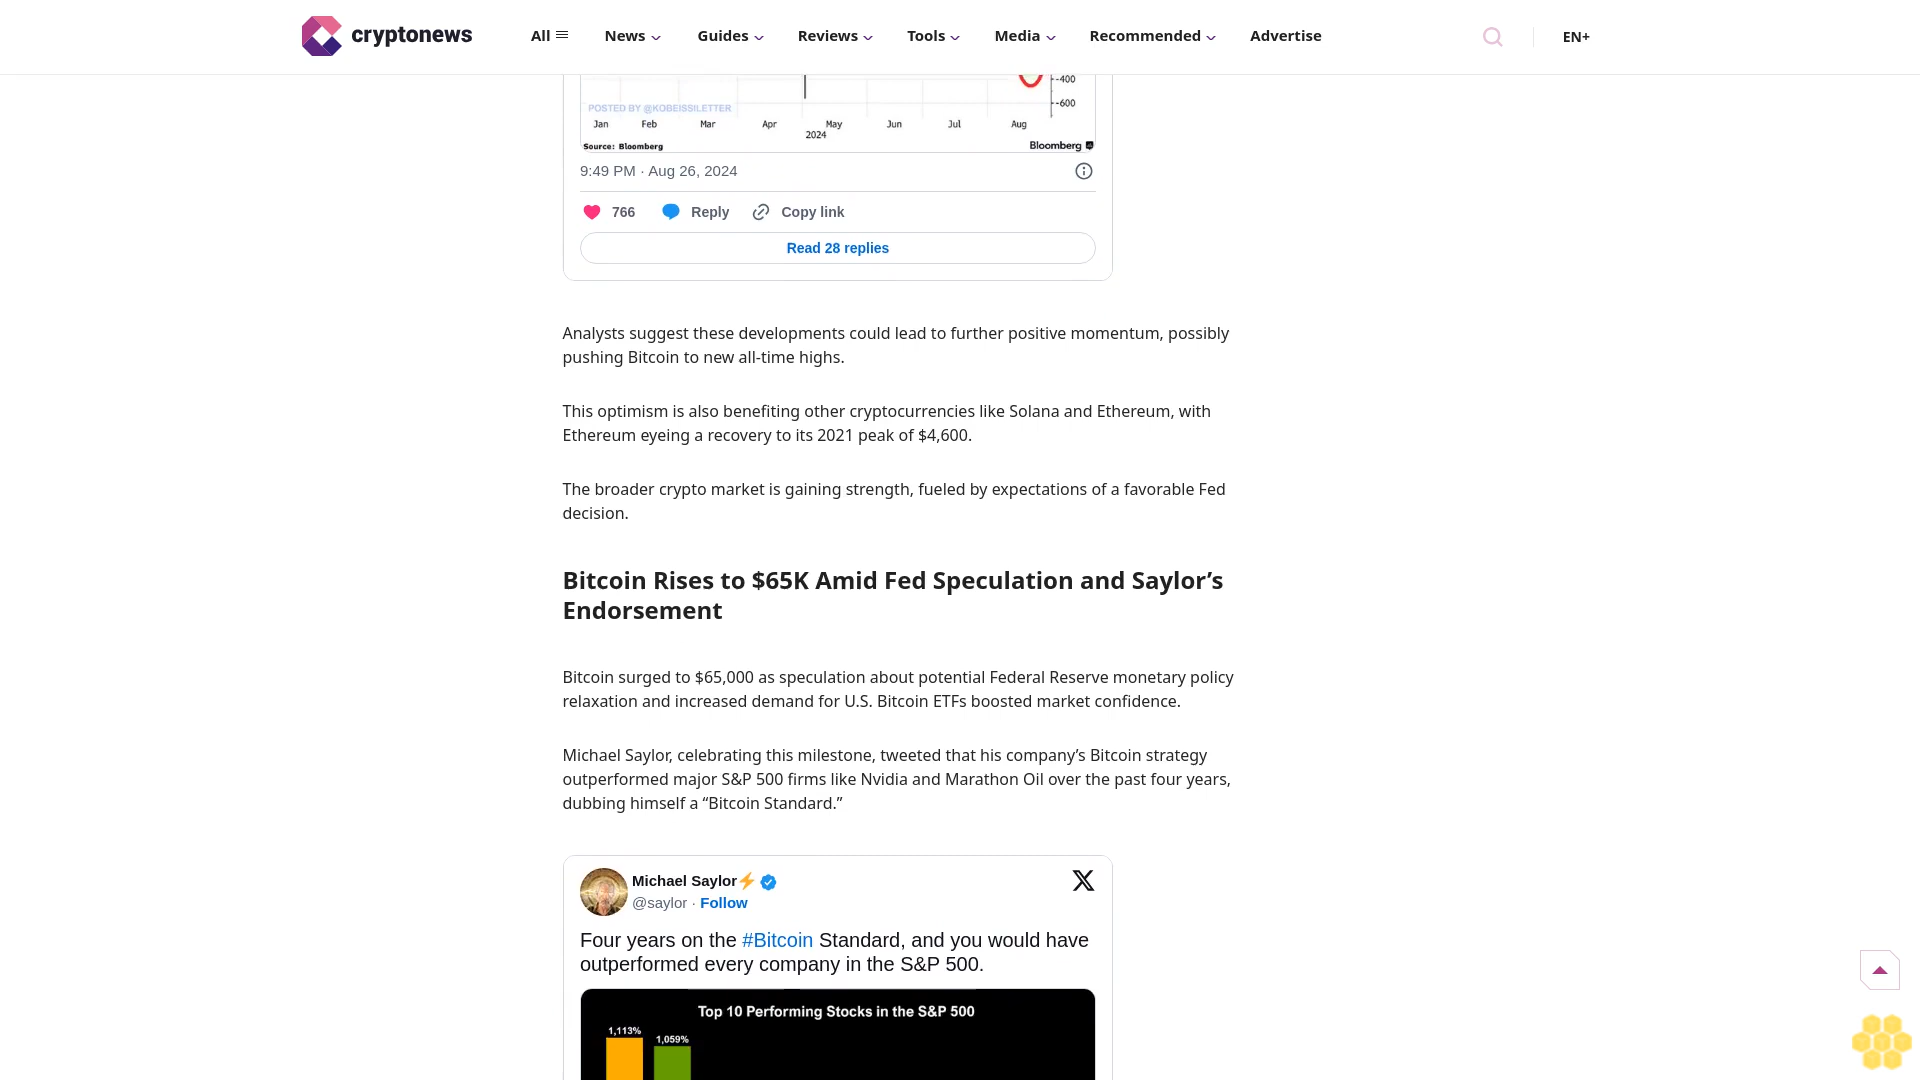 cryptonews
All
News
Guides
Reviews
Tools
Media
Recommended
Advertise
EN+
-400
-600
POSTED BY @KOBEISSILETTER
Jan Feb Mar Apr May Jun Jul Aug
2024
Source: Bloomberg
Bloomberg
9:49 PM · Aug 26, 2024
766
Reply
Copy link
Read 28 replies
Analysts suggest these developments could lead to further positive momentum, possibly
pushing Bitcoin to new all-time highs.
This optimism is also benefiting other cryptocurrencies like Solana and Ethereum, with
Ethereum eyeing a recovery to its 2021 peak of $4,600.
The broader crypto market is gaining strength, fueled by expectations of a favorable Fed
decision.
Bitcoin Rises to $65K Amid Fed Speculation and Saylor’s
Endorsement
Bitcoin surged to $65,000 as speculation about potential Federal Reserve monetary policy
relaxation and increased demand for U.S. Bitcoin ETFs boosted market confidence.
Michael Saylor, celebrating this milestone, tweeted that his company’s Bitcoin strategy
outperformed major S&P 500 firms like Nvidia and Marathon Oil over the past four years,
dubbing himself a “Bitcoin Standard.”
Michael Saylor⚡
@saylor · Follow
Four years on the #Bitcoin Standard, and you would have
outperformed every company in the S&P 500.
Top 10 Performing Stocks in the S&P 500
1,113%
1,059%